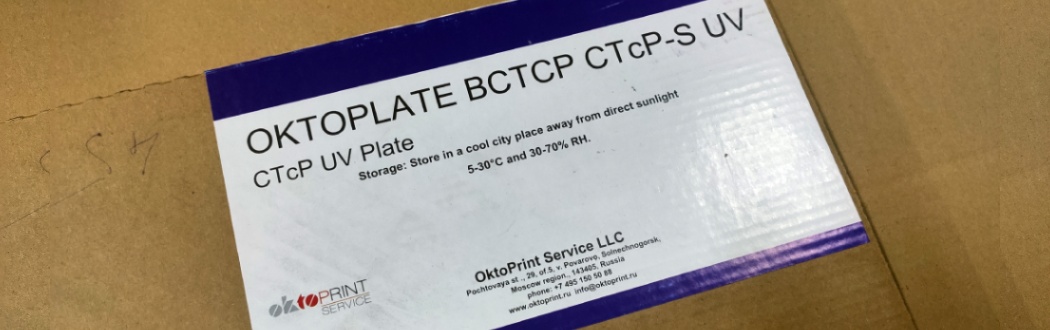 OKTOPLATE BCTCP CTcP-S UV
CTcP UV Plate
Storage: Store in a cool city place away from direct sunlight
5-30°C and 30-70% RH.
OktoPrint Service LLC
Pochtovaya st., 29, of.5, v. Povarovo, Solnechnogorsk,
Moscow region., 143405, Russia
phone: +7 495 150 50 88
www.oktoprint.ru info@oktoprint.ru
oktoPRINT
SERVICE